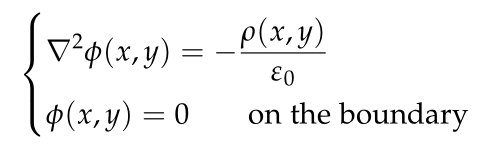 ∇²ϕ(x,y) = −ρ(x,y)/ε₀
ϕ(x,y) = 0 on the boundary